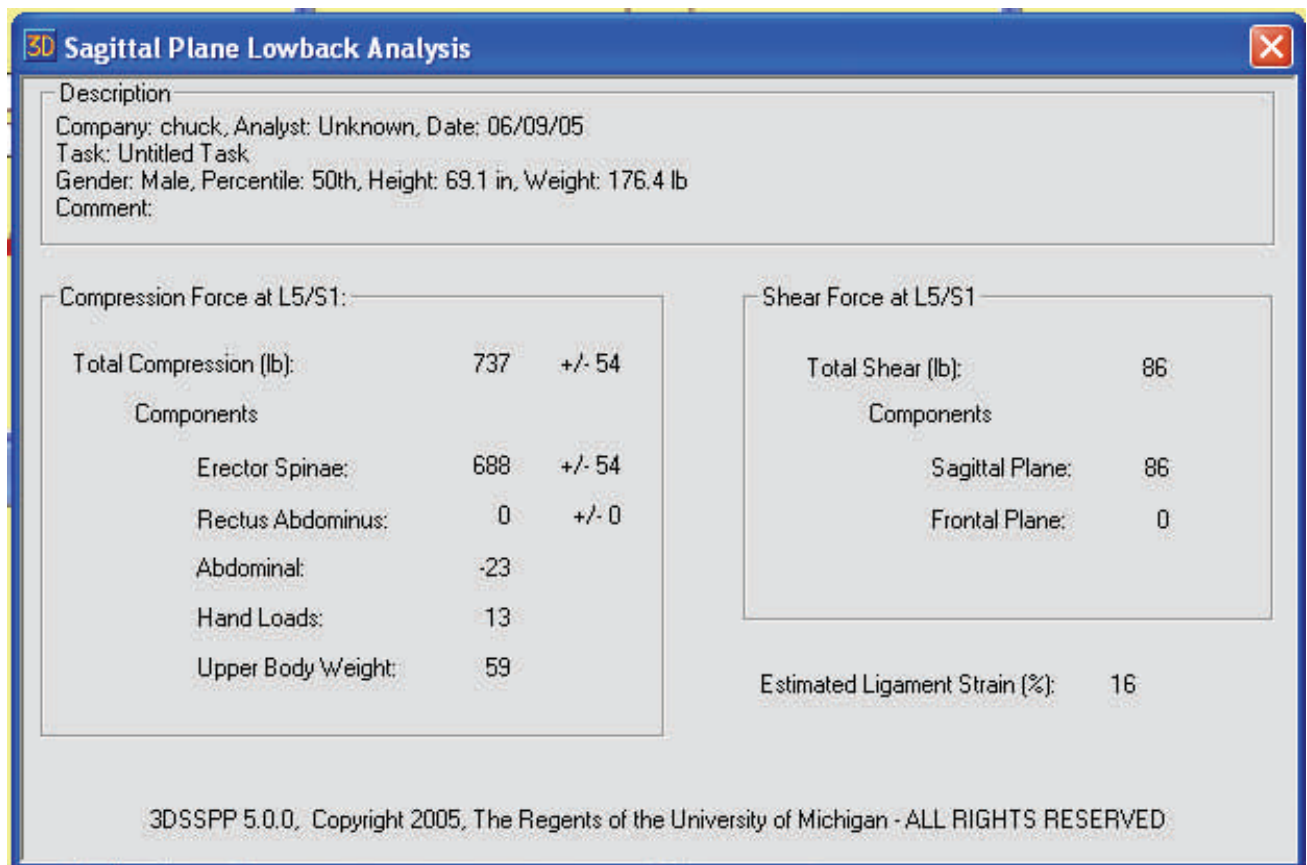 3D Sagittal Plane Lowback Analysis
Description
Company: chuck, Analyst: Unknown, Date: 06/09/05
Task: Untitled Task
Gender: Male, Percentile: 50th, Height: 69.1 in, Weight: 176.4 lb
Comment:
Compression Force at L5/S1:
Total Compression (lb): 737 +/- 54
Components
Erector Spinae: 688 +/- 54
Rectus Abdominus: 0 +/- 0
Abdominal: -23
Hand Loads: 13
Upper Body Weight: 59
Shear Force at L5/S1
Total Shear (lb): 86
Components
Sagittal Plane: 86
Frontal Plane: 0
Estimated Ligament Strain (%): 16
3DSSPP 5.0.0, Copyright 2005, The Regents of the University of Michigan - ALL RIGHTS RESERVED